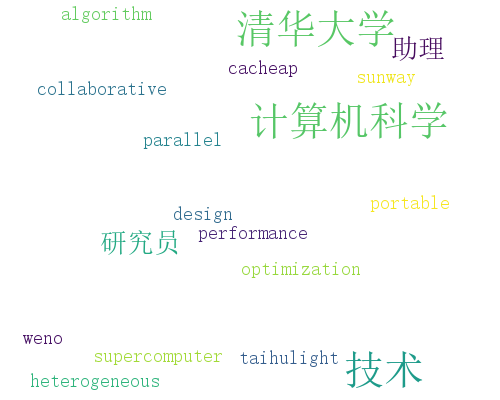 algorithm
清华大学
助理
cacheap
sunway
collaborative
计算机科学
parallel
portable
design
performance
研究员
optimization
weno
supercomputer
taihulight
技术
heterogeneous